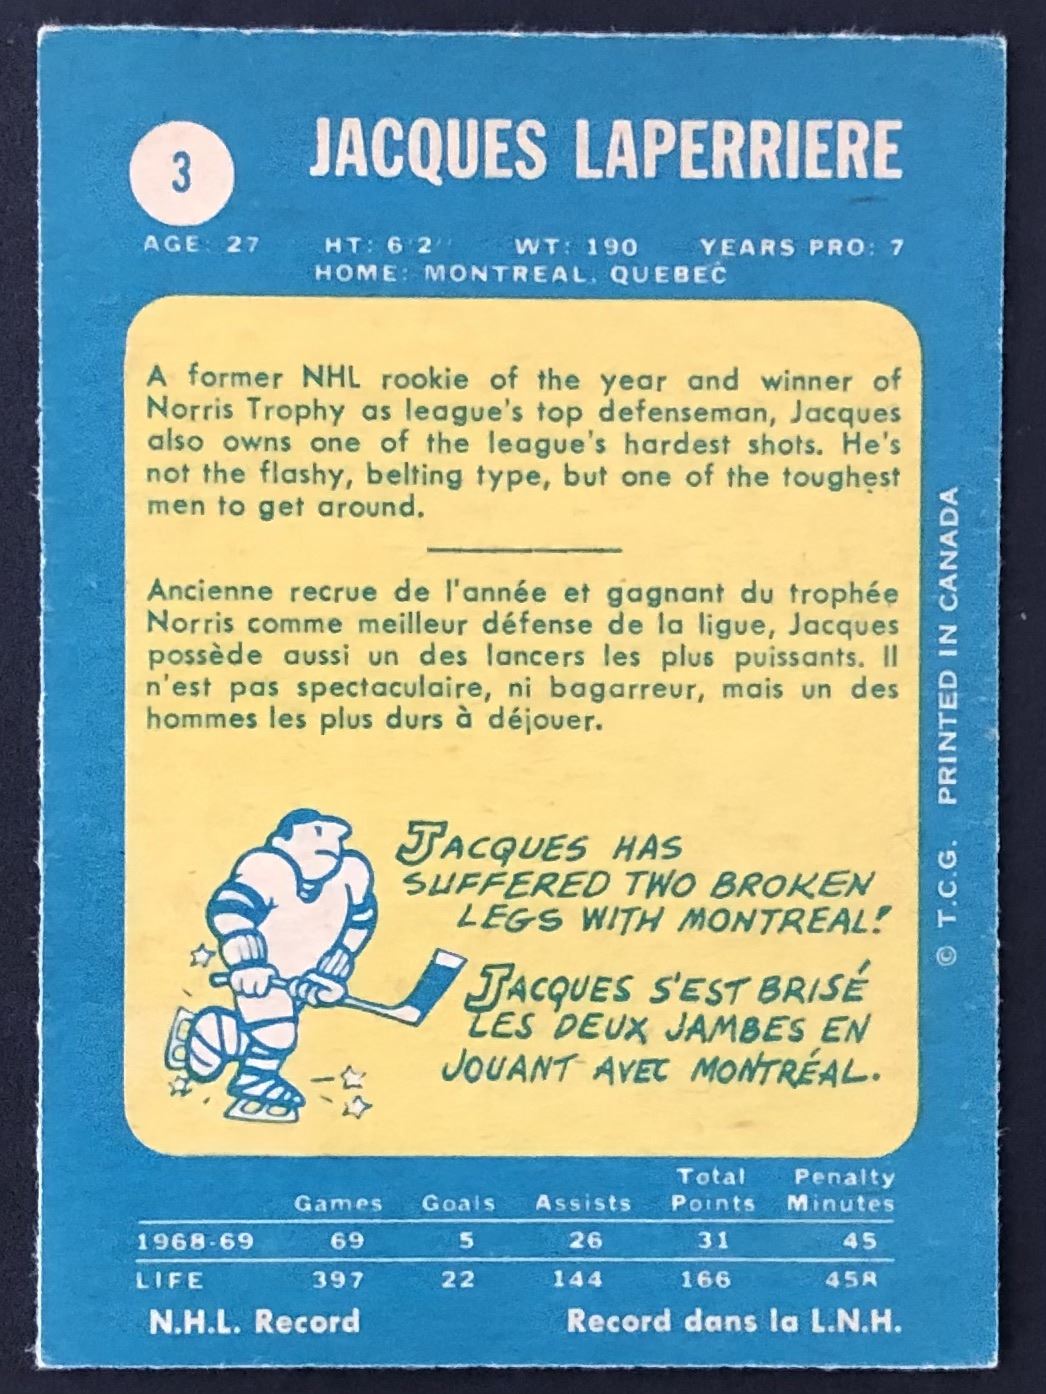 3
JACQUES LAPERRIERE
AGE: 27 HT: 6'2" WT: 190 YEARS PRO: 7
HOME: MONTREAL, QUEBEC
A former NHL rookie of the year and winner of
Norris Trophy as league's top defenseman, Jacques
also owns one of the league's hardest shots. He's
not the flashy, belting type, but one of the toughest
men to get around.
Ancienne recrue de l'année et gagnant du trophée
Norris comme meilleur défense de la ligue, Jacques
possède aussi un des lancers les plus puissants. Il
n'est pas spectaculaire, ni bagarreur, mais un des
hommes les plus durs à déjouer.
JACQUES HAS
SUFFERED TWO BROKEN
LEGS WITH MONTREAL!
JACQUES S'EST BRISÉ
LES DEUX JAMBES EN
JOUANT AVEC MONTRÉAL.
© T.C.G. PRINTED IN CANADA
Total Penalty
Games Goals Assists Points Minutes
1968-69 69 5 26 31 45
LIFE 397 22 144 166
N.H.L. Record Record dans la L.N.H.